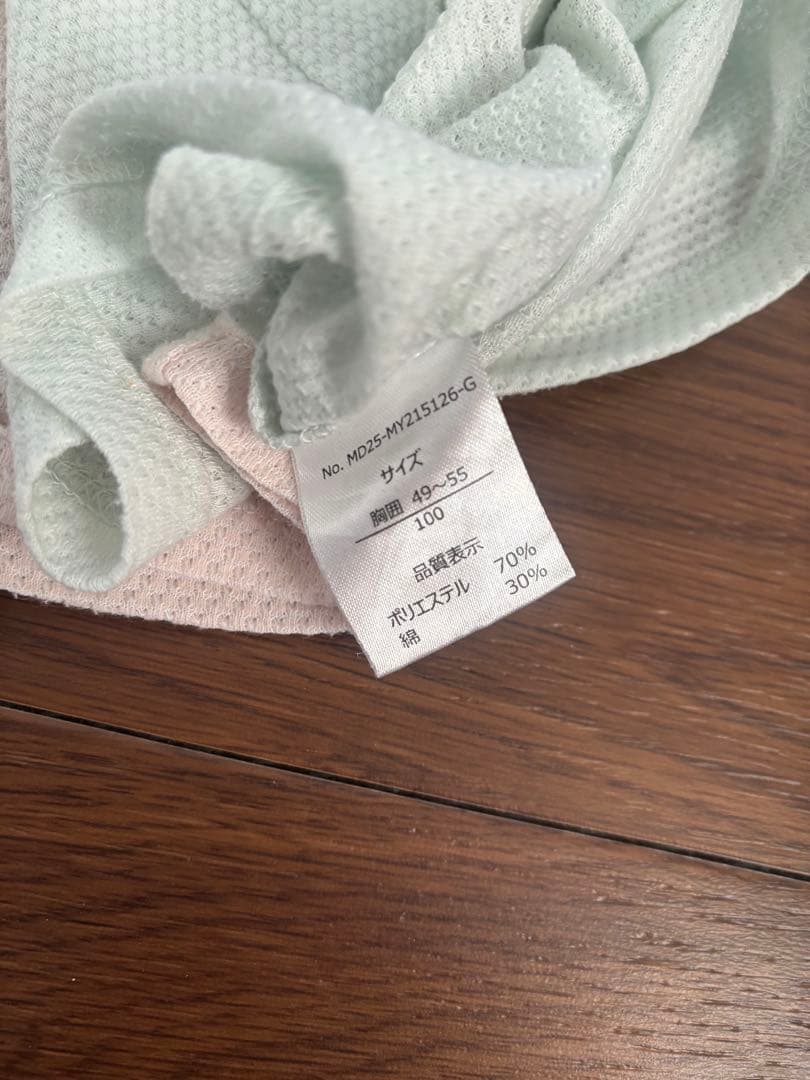 No. MD25-MY215126-G
サイズ
胸囲 49～55
100
品質表示
ポリエステル 70%
綿 30%